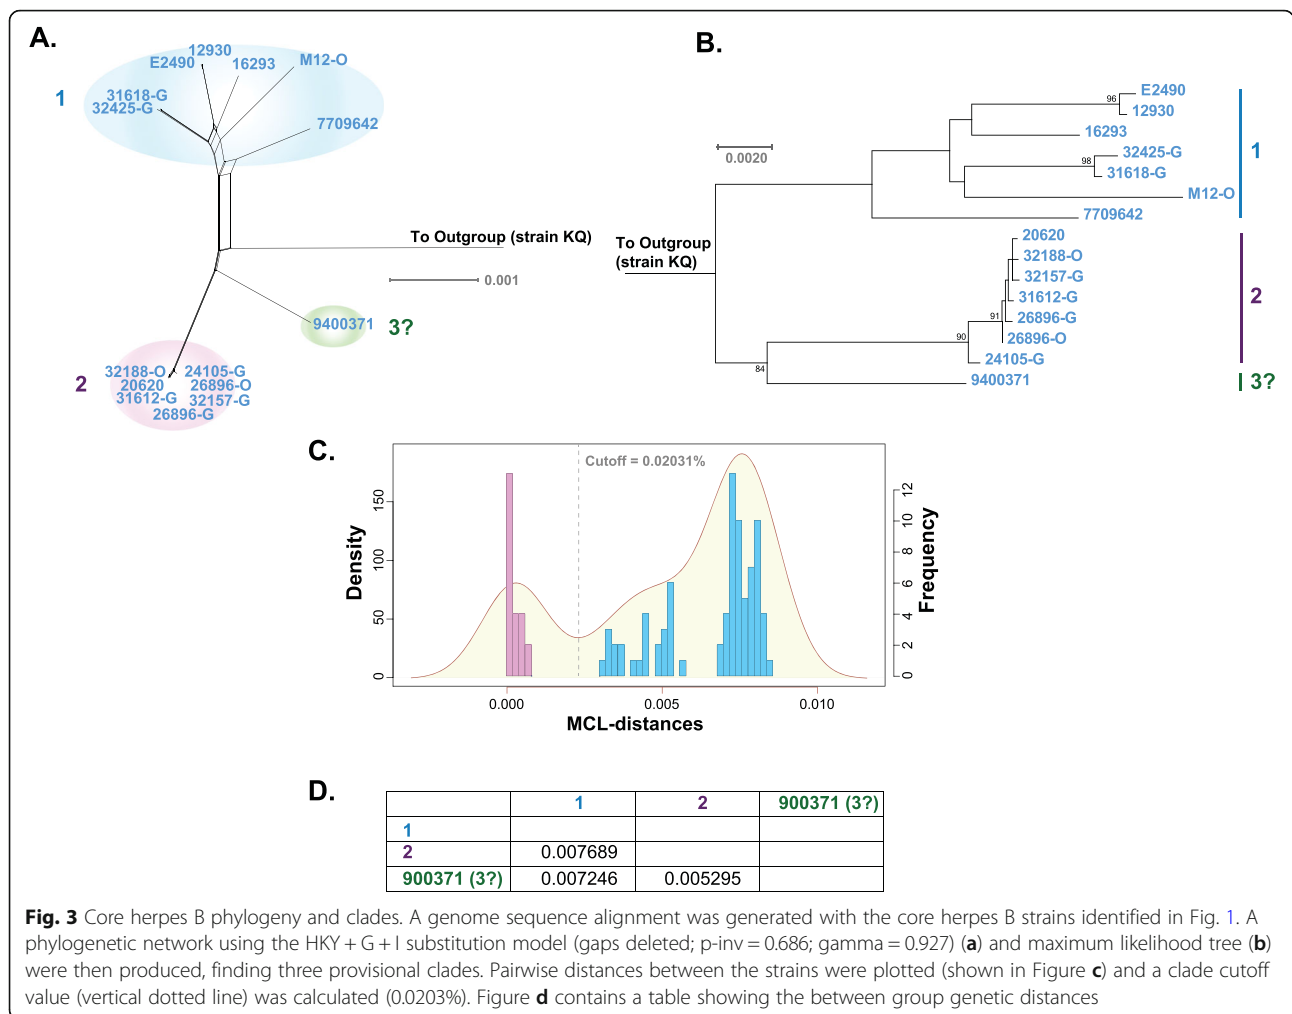 A.
12930
E2490
16293
M12-O
31618-G
32425-G
1
7709642
To Outgroup (strain KQ)
0.001
9400371
3?
2
32188-O
24105-G
20620
26896-O
31612-G
32157-G
26896-G
B.
0.0020
To Outgroup
(strain KQ)
96
E2490
12930
16293
98
32425-G
31618-G
M12-O
7709642
1
20620
32188-O
32157-G
31612-G
91
26896-G
26896-O
90
24105-G
84
9400371
2
3?
C.
Cutoff = 0.02031%
Density
0
50
100
150
Frequency
0
2
4
6
8
10
12
0.000
0.005
0.010
MCL-distances
D.
1 2 900371 (3?)
1
2 0.007689
900371 (3?) 0.007246 0.005295
Fig. 3 Core herpes B phylogeny and clades. A genome sequence alignment was generated with the core herpes B strains identified in Fig. 1. A
phylogenetic network using the HKY + G + I substitution model (gaps deleted; p-inv = 0.686; gamma = 0.927) (a) and maximum likelihood tree (b)
were then produced, finding three provisional clades. Pairwise distances between the strains were plotted (shown in Figure c) and a clade cutoff
value (vertical dotted line) was calculated (0.0203%). Figure d contains a table showing the between group genetic distances